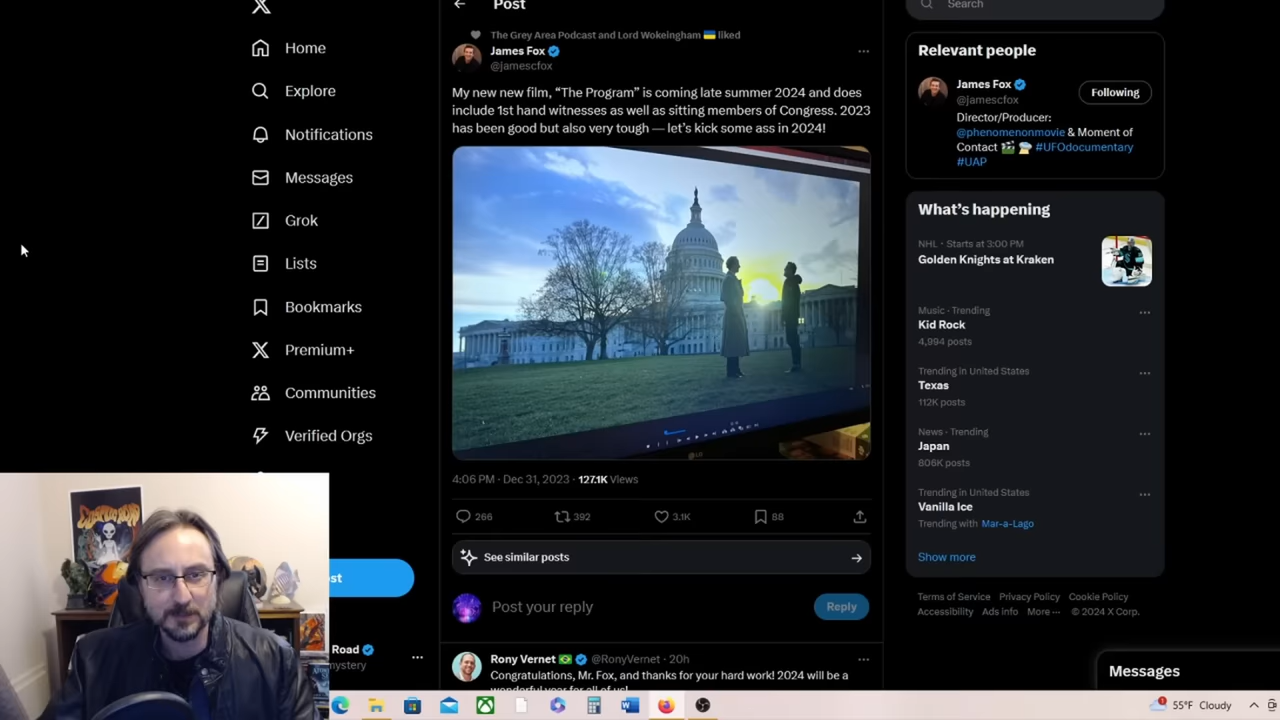 Home
Explore
Notifications
Messages
Grok
Lists
Bookmarks
Premium+
Communities
Verified Orgs
Road
mystery
Post
The Grey Area Podcast and Lord Wokeingham 🇺🇦 liked
James Fox
@jamescfox
My new new film, “The Program” is coming late summer 2024 and does
include 1st hand witnesses as well as sitting members of Congress. 2023
has been good but also very tough — let’s kick some ass in 2024!
4:06 PM · Dec 31, 2023 · 127.1K Views
266 392 3.1K 88
See similar posts
Post your reply
Reply
Rony Vernet 🇧🇷 @RonyVernet · 20h
Congratulations, Mr. Fox, and thanks for your hard work! 2024 will be a
wonderful year for all of us!
Search
Relevant people
James Fox
@jamescfox
Following
Director/Producer:
@phenomenonmovie & Moment of
Contact 🎬 🛸 #UFOdocumentary
#UAP
What’s happening
NHL · Starts at 3:00 PM
Golden Knights at Kraken
Music · Trending
Kid Rock
4,994 posts
Trending in United States
Texas
112K posts
News · Trending
Japan
806K posts
Trending in United States
Vanilla Ice
Trending with Mar-a-Lago
Show more
Terms of Service Privacy Policy Cookie Policy
Accessibility Ads info More ··· © 2024 X Corp.
Messages
55°F Cloudy